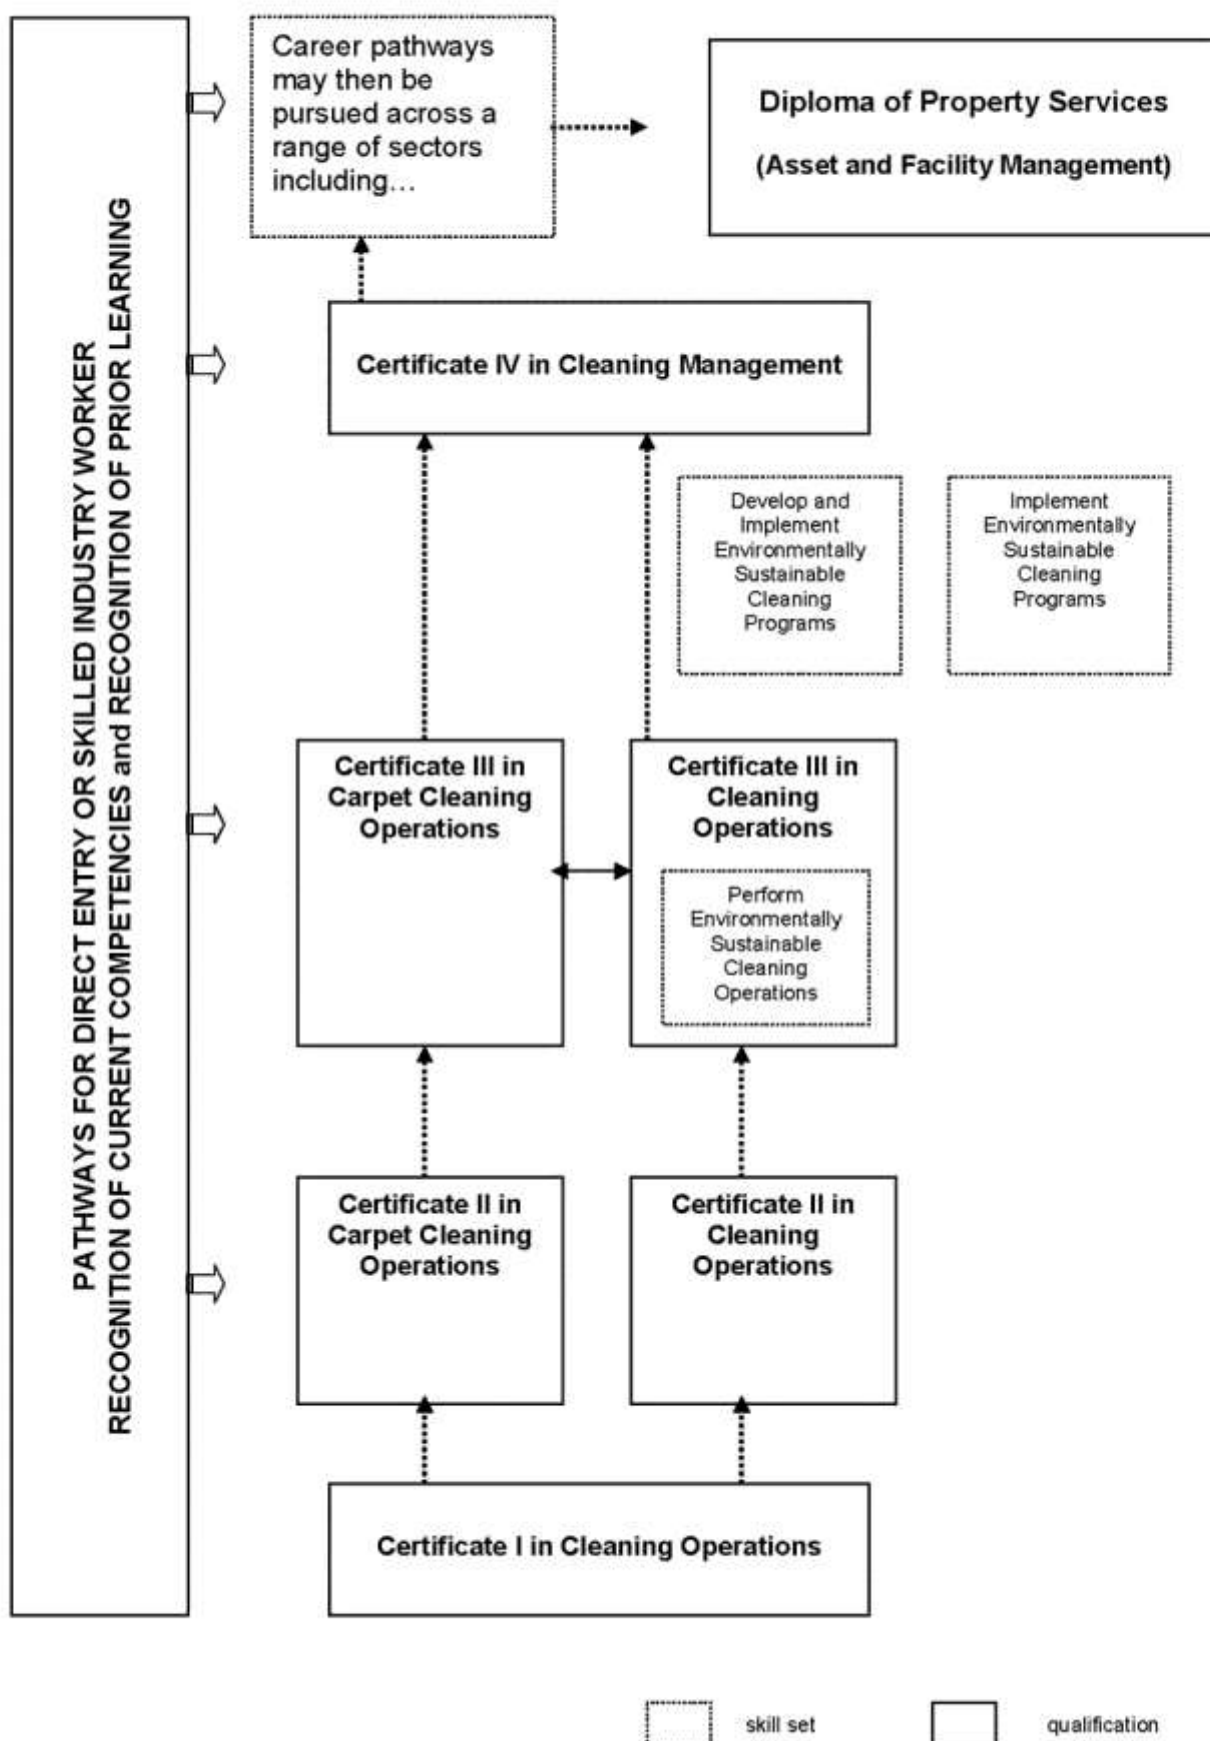 PATHWAYS FOR DIRECT ENTRY OR SKILLED INDUSTRY WORKER
RECOGNITION OF CURRENT COMPETENCIES and RECOGNITION OF PRIOR LEARNING
Career pathways
may then be
pursued across a
range of sectors
including...
Diploma of Property Services
(Asset and Facility Management)
Certificate IV in Cleaning Management
Develop and
Implement
Environmentally
Sustainable
Cleaning
Programs
Implement
Environmentally
Sustainable
Cleaning
Programs
Certificate III in
Carpet Cleaning
Operations
Certificate III in
Cleaning
Operations
Perform
Environmentally
Sustainable
Cleaning
Operations
Certificate II in
Carpet Cleaning
Operations
Certificate II in
Cleaning
Operations
Certificate I in Cleaning Operations
skill set
qualification